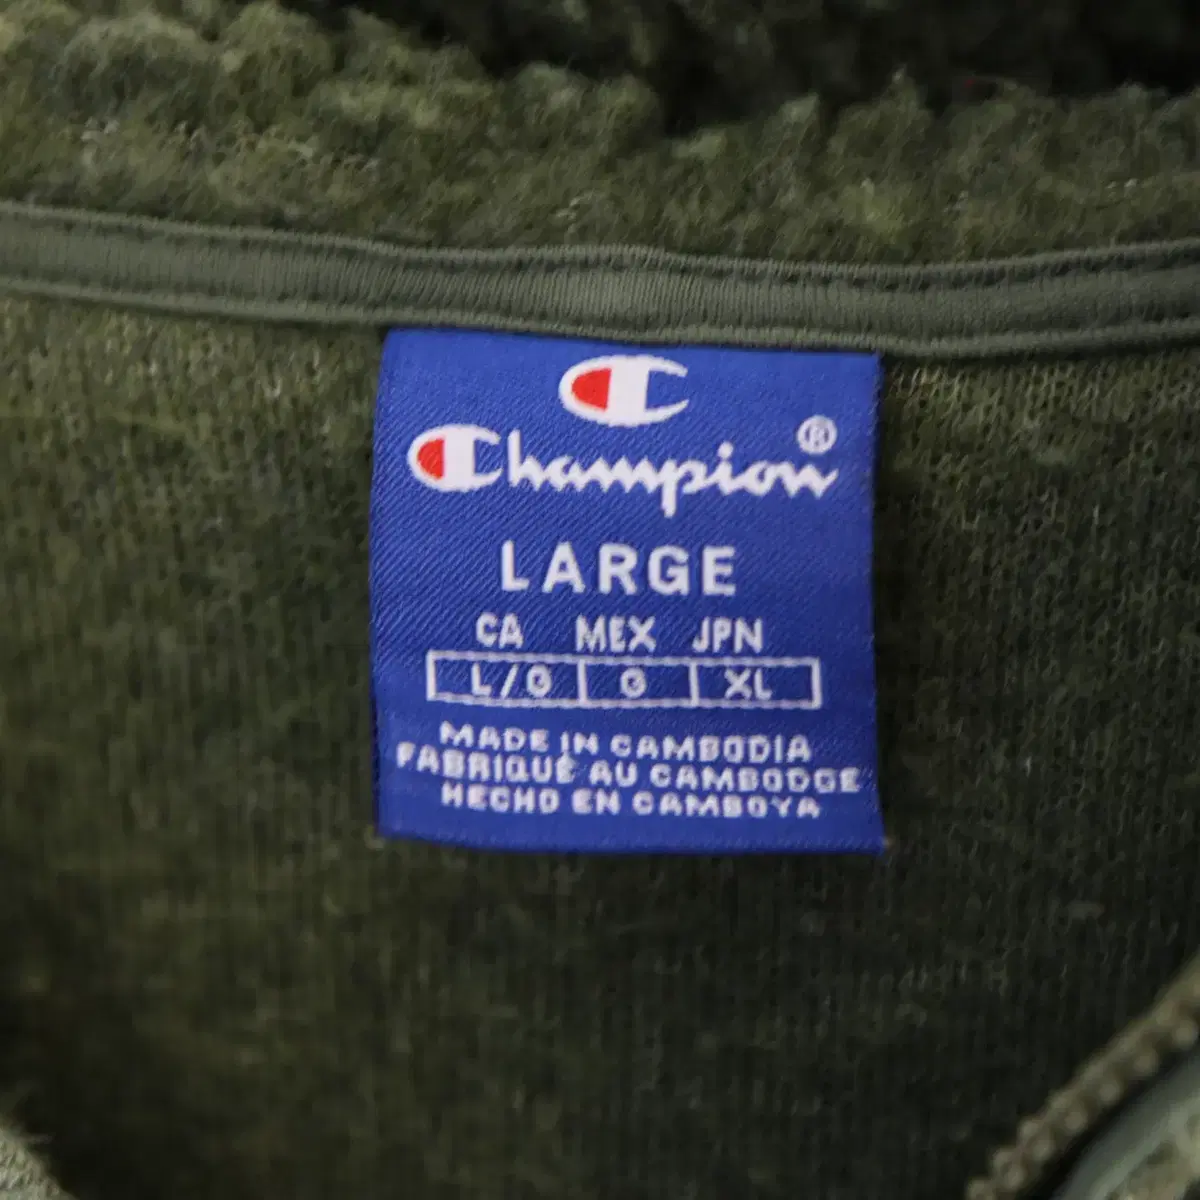 C
Champion®
LARGE
CA MEX JPN
L/G G XL
MADE IN CAMBODIA
FABRIQUÉ AU CAMBODGE
HECHO EN CAMBOYA